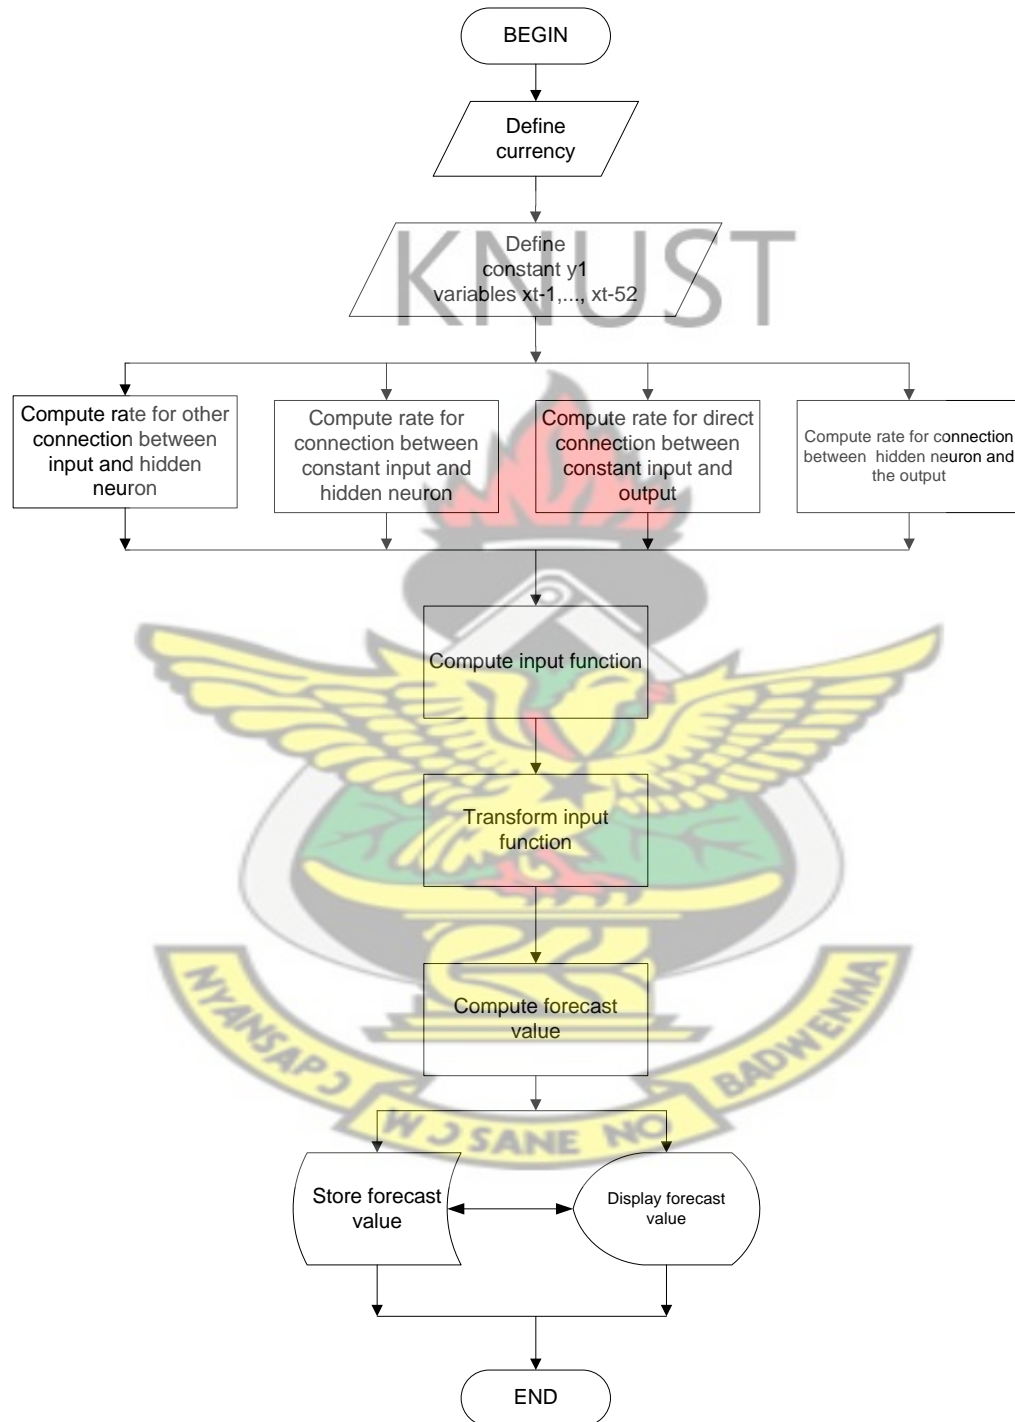 BEGIN
Define
currency
KNUST
Define
constant y1
variables xt-1,..., xt-52
Compute rate for other
connection between
input and hidden
neuron
Compute rate for
connection between
constant input and
hidden neuron
Compute rate for direct
connection between
constant input and
output
Compute rate for connection
between hidden neuron and
the output
Compute input function
Transform input
function
Compute forecast
value
NYANSAPƆ
WƆ SANE NO
BADWENMA
Store forecast
value
Display forecast
value
END